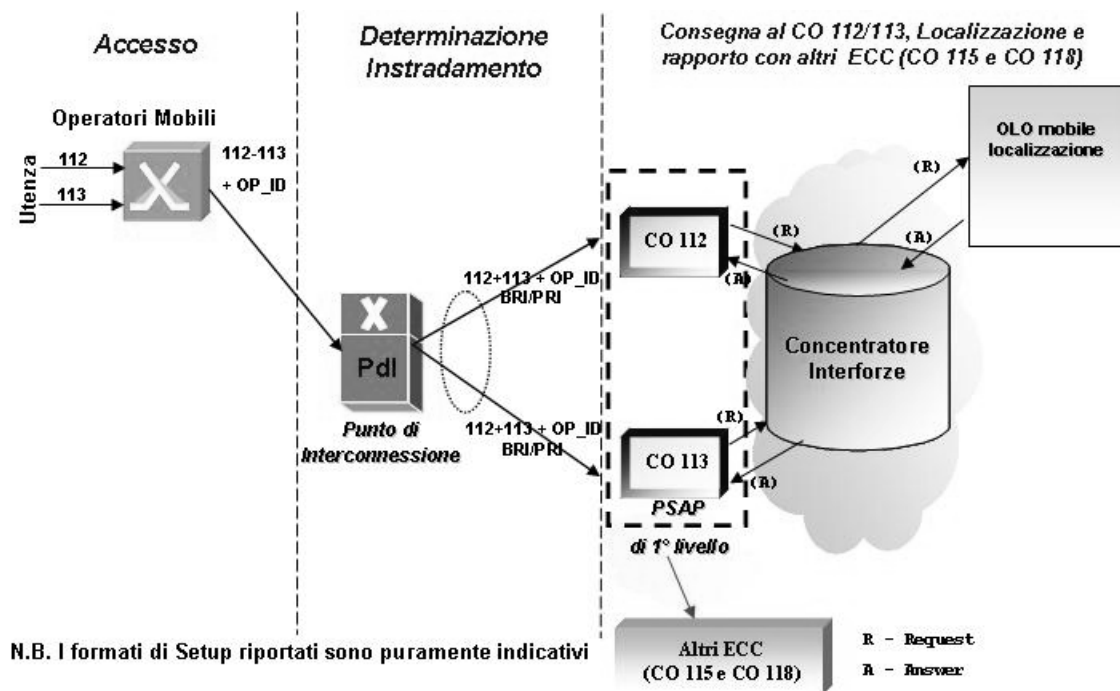 Accesso
Determinazione
Instradamento
Consegna al CO 112/113, Localizzazione e
rapporto con altri ECC (CO 115 e CO 118)
Operatori Mobili
Utenza
112
113
112-113
+ OP_ID
PdI
Punto di
Interconnessione
112+113 + OP_ID
BRI/PRI
112+113 + OP_ID
BRI/PRI
CO 112
(R)
(A)
CO 113
(R)
(A)
PSAP
di 1° livello
Concentratore
Interforze
(R)
(A)
OLO mobile
localizzazione
Altri ECC
(CO 115 e CO 118)
R - Request
A - Answer
N.B. I formati di Setup riportati sono puramente indicativi